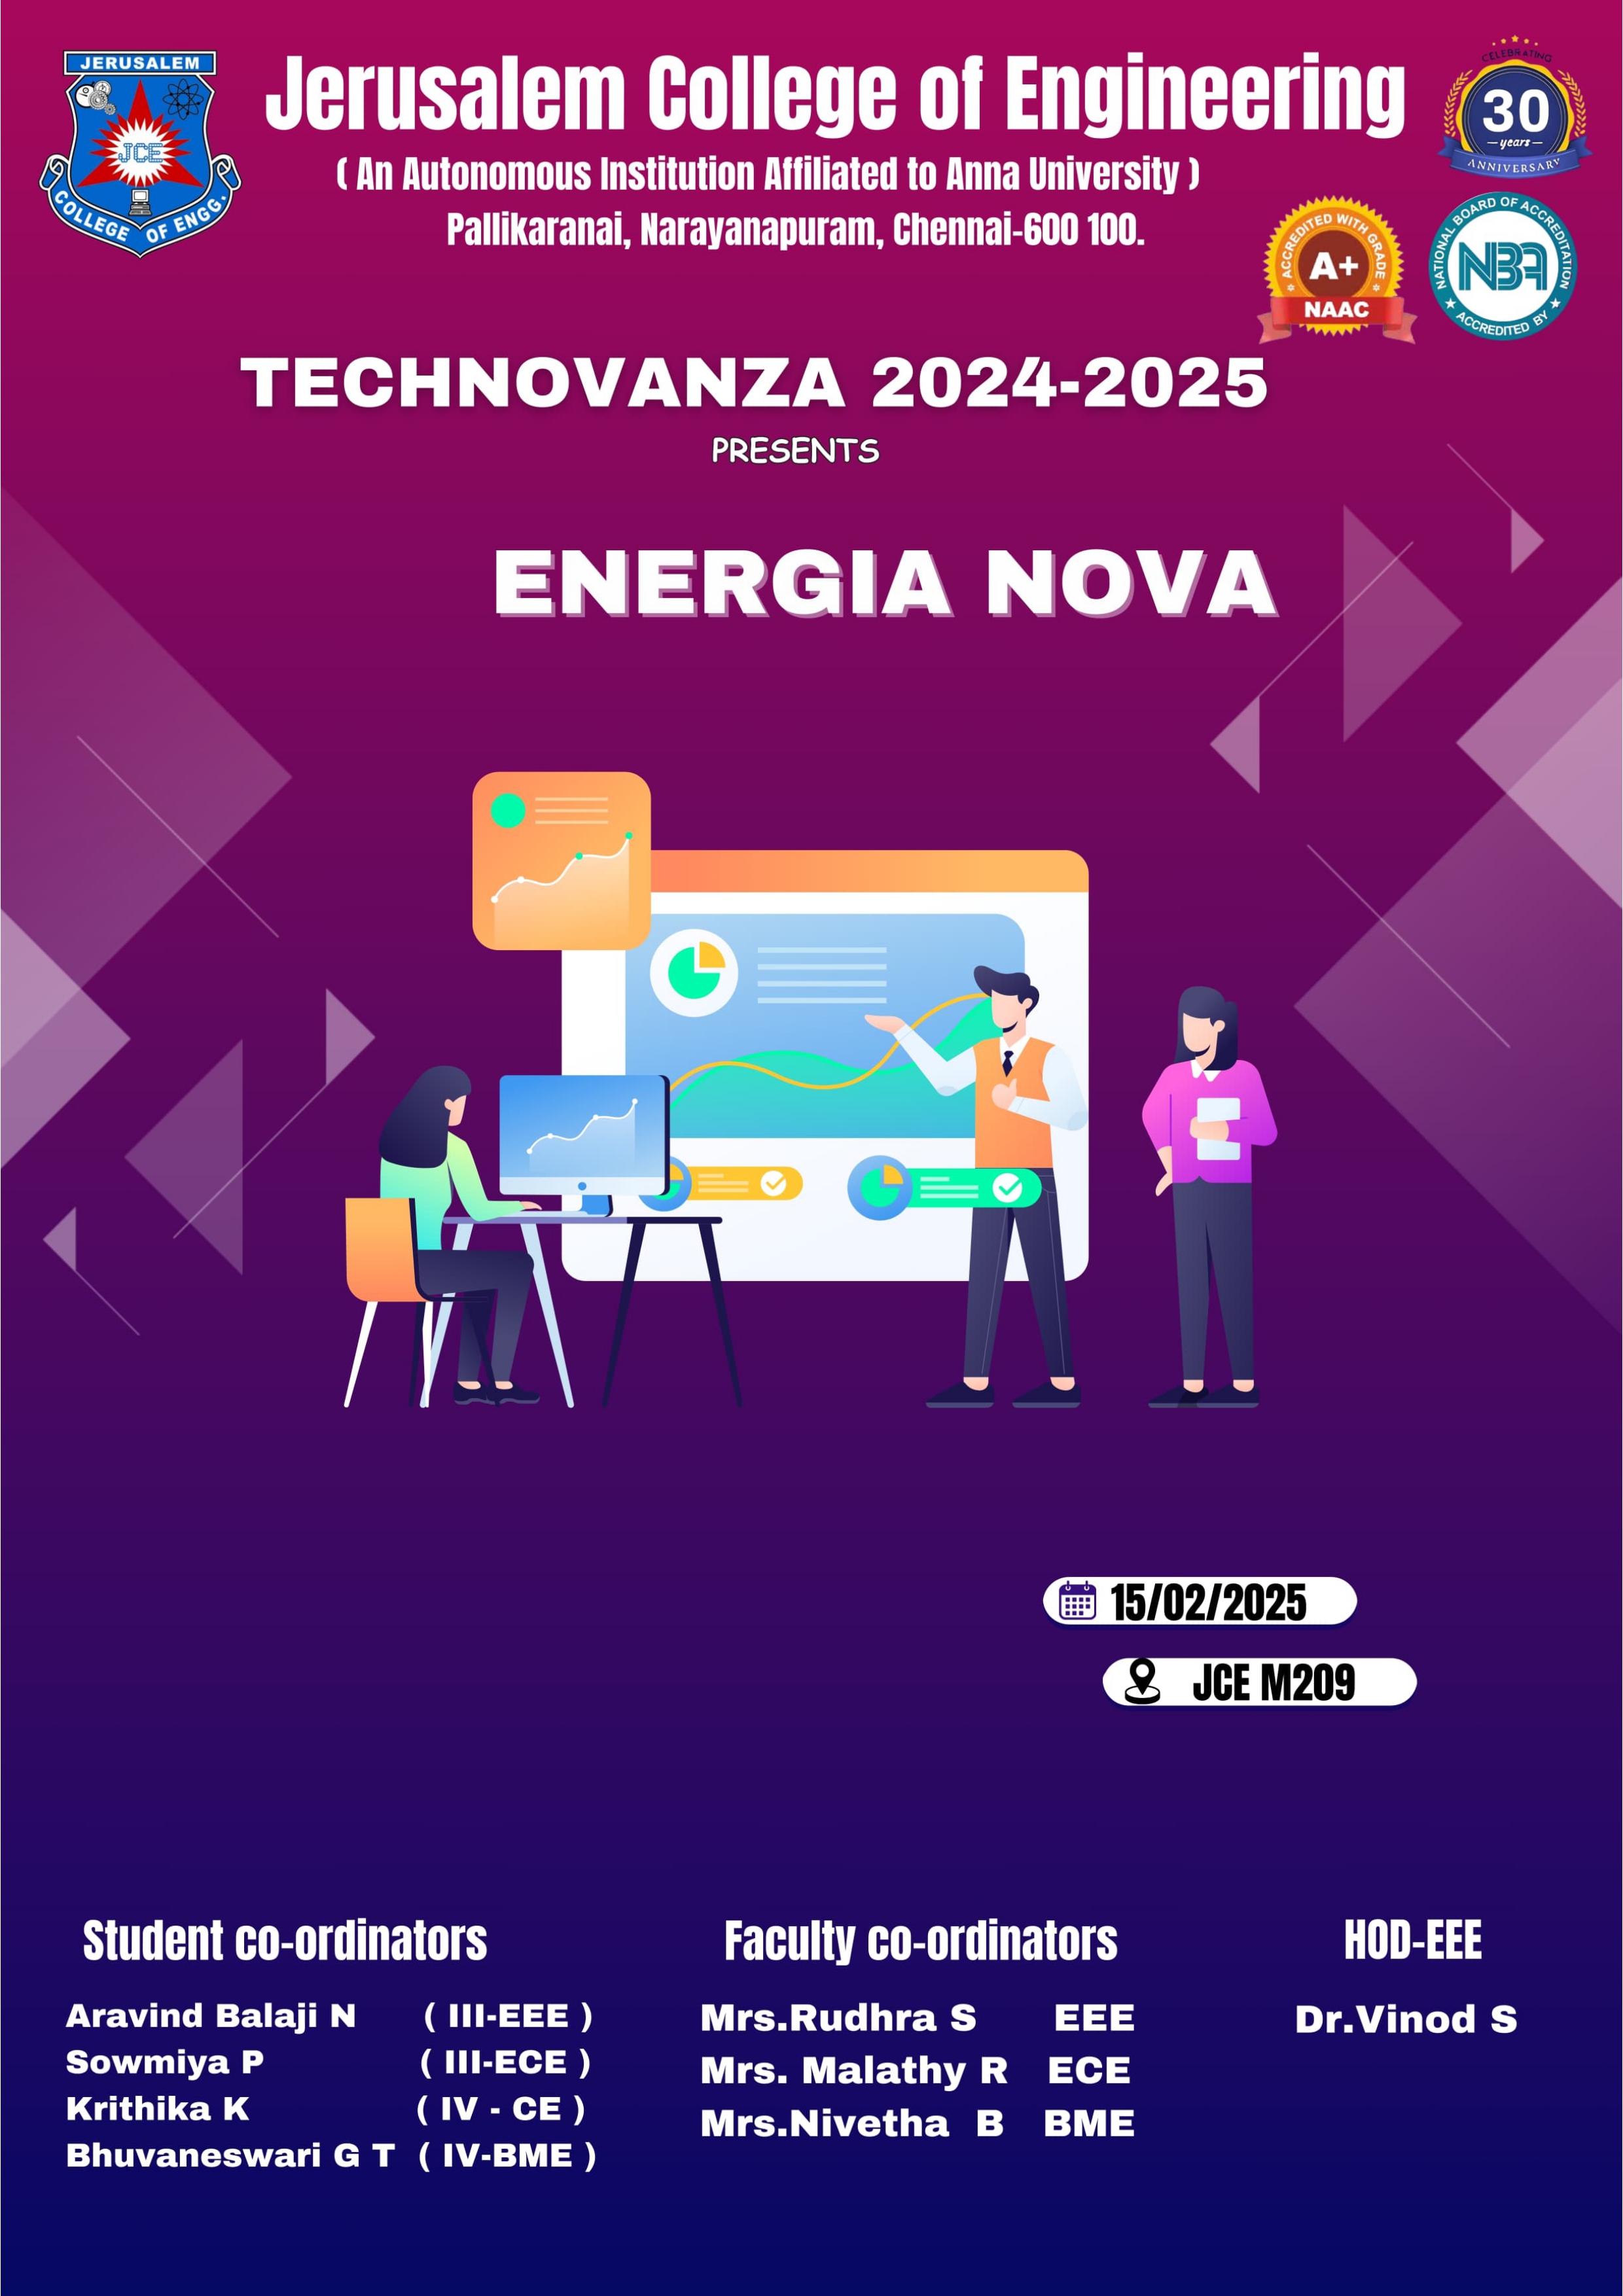 JERUSALEM
JCE
COLLEGE OF ENGG.
Jerusalem College of Engineering
( An Autonomous Institution Affiliated to Anna University )
Pallikaranai, Narayanapuram, Chennai-600 100.
CELEBRATING
30
years
ANNIVERSARY
ACCREDITED WITH GRADE
A+
NAAC
NATIONAL BOARD OF ACCREDITATION
NBA
ACCREDITED BY
TECHNOVANZA 2024-2025
PRESENTS
ENERGIA NOVA
15/02/2025
JCE M209
Student co-ordinators
Aravind Balaji N ( III-EEE )
Sowmiya P ( III-ECE )
Krithika K ( IV - CE )
Bhuvaneswari G T ( IV-BME )
Faculty co-ordinators
Mrs.Rudhra S EEE
Mrs. Malathy R ECE
Mrs.Nivetha B BME
HOD-EEE
Dr.Vinod S